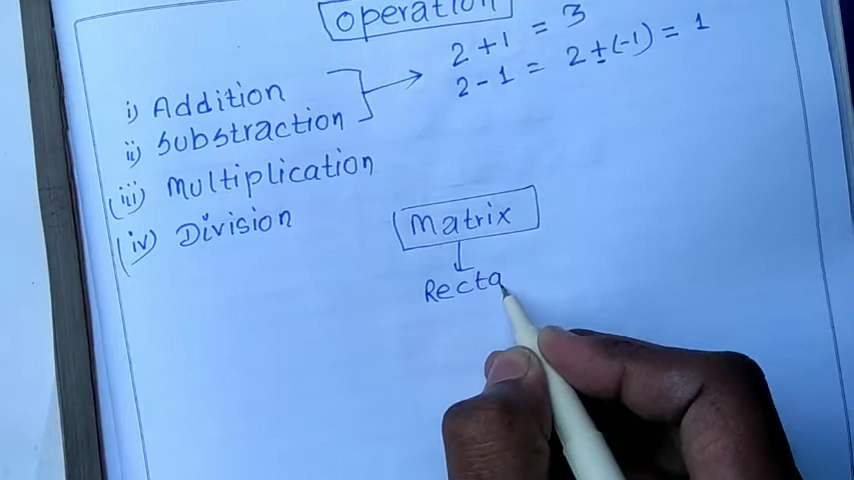 operation
i) Addition
ii) Substraction
(iii) Multiplication
(iv) Division
2 + 1 = 3
2 - 1 = 2 ± (-1) = 1
Matrix
Recta